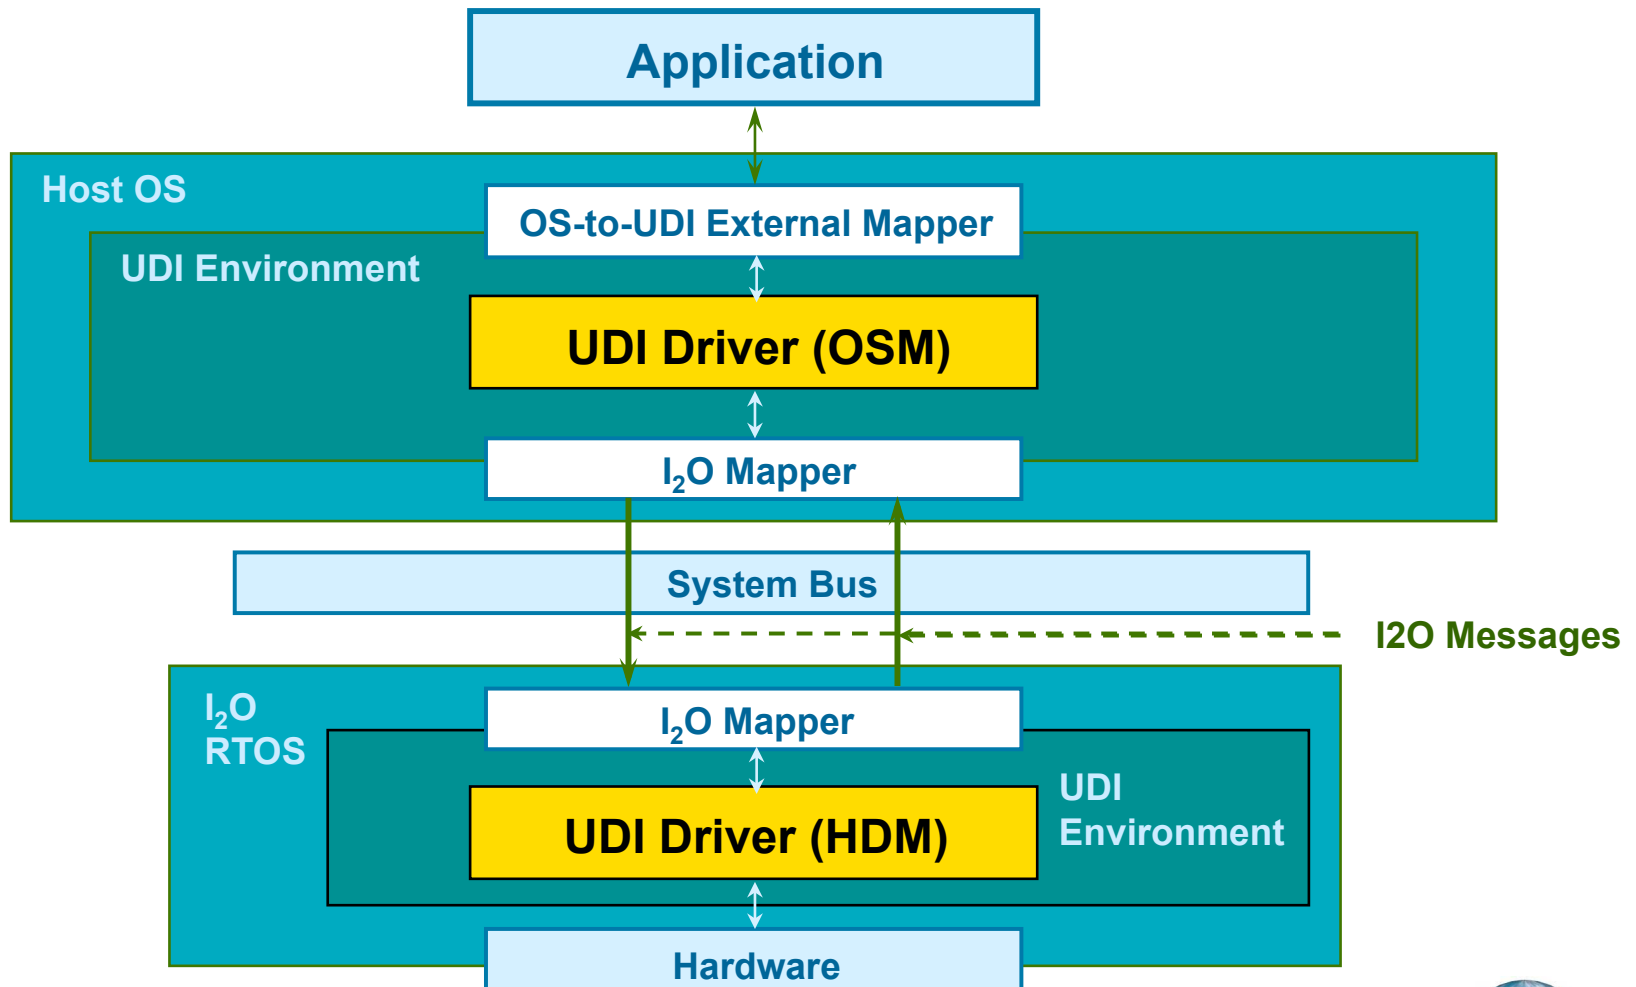 Application
Host OS
OS-to-UDI External Mapper
UDI Environment
UDI Driver (OSM)
I₂O Mapper
System Bus
I2O Messages
I₂O
RTOS
I₂O Mapper
UDI
Environment
UDI Driver (HDM)
Hardware